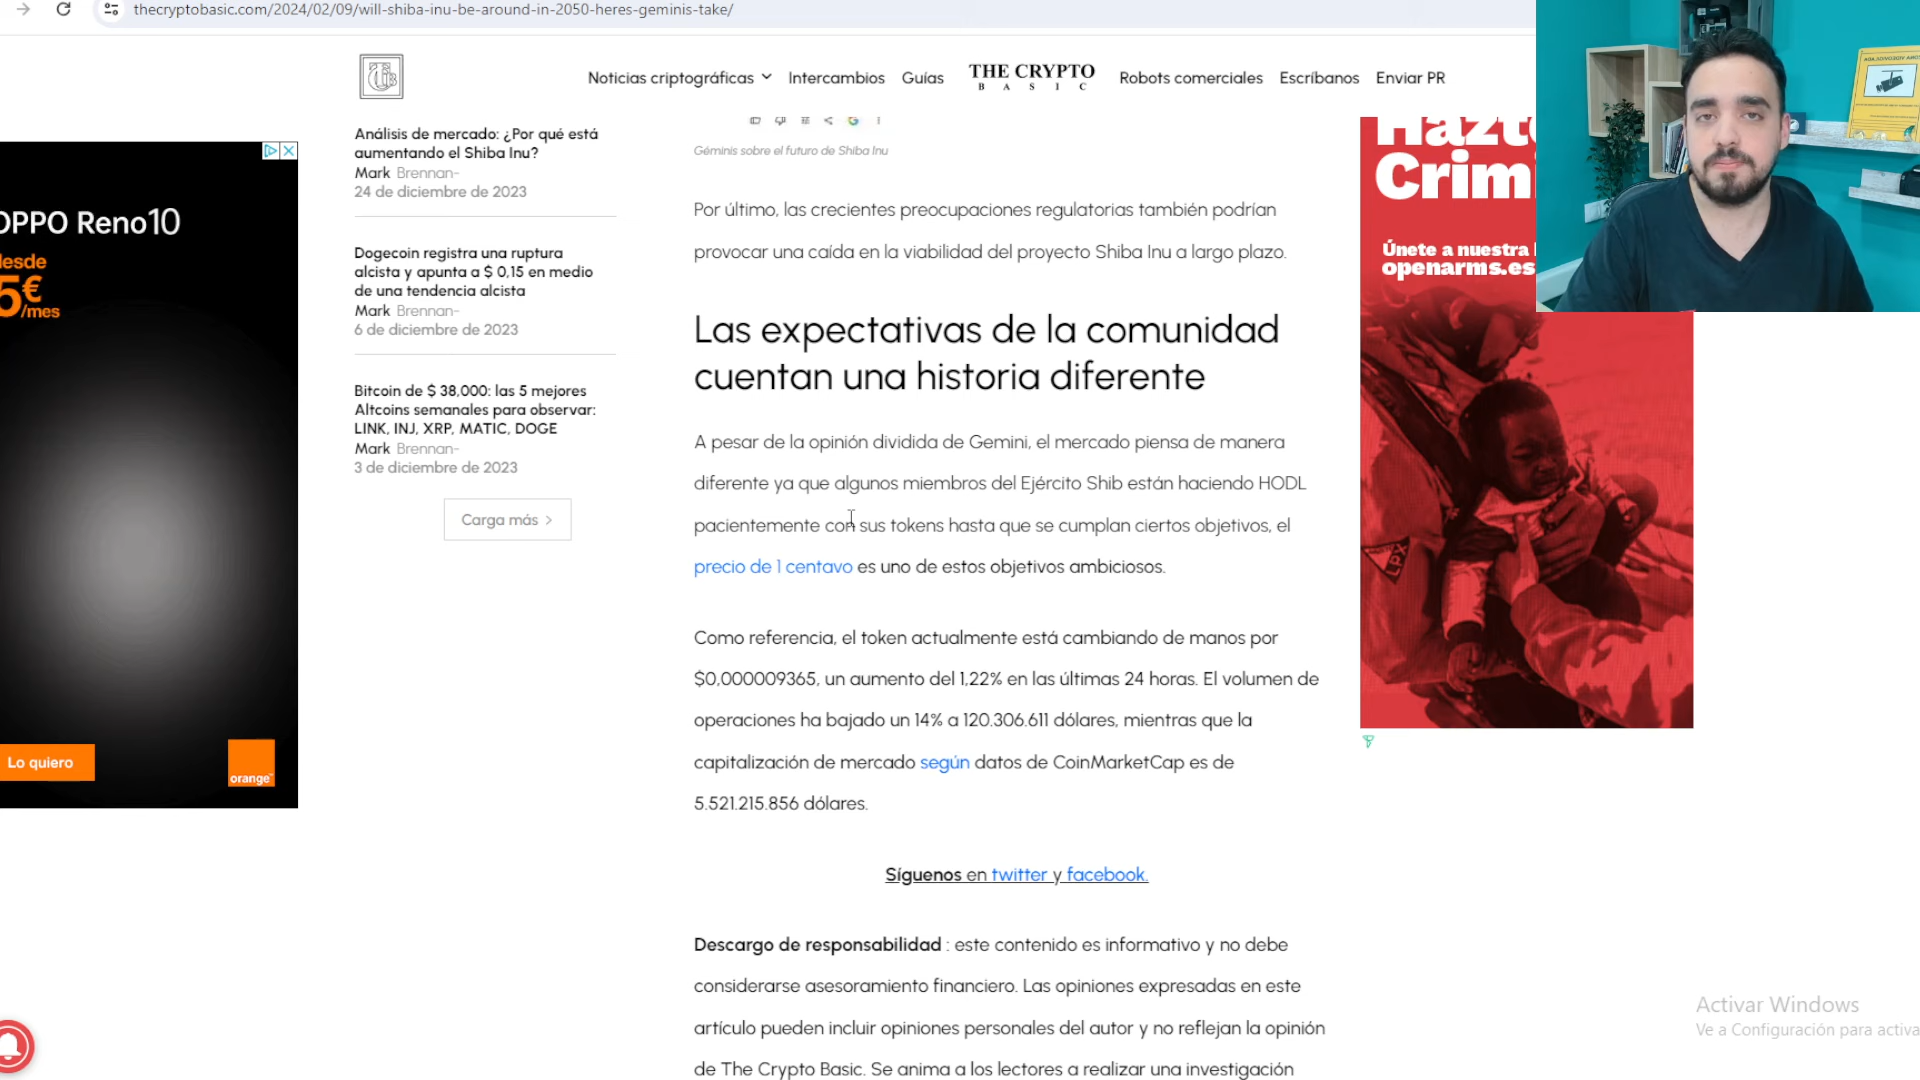 thecryptobasic.com/2024/02/09/will-shiba-inu-be-around-in-2050-heres-geminis-take/
Noticias criptográficas
Intercambios
Guías
THE CRYPTO
BASIC
Robots comerciales
Escríbanos
Enviar PR
Análisis de mercado: ¿Por qué está
aumentando el Shiba Inu?
Mark Brennan-
24 de diciembre de 2023
Dogecoin registra una ruptura
alcista y apunta a $ 0,15 en medio
de una tendencia alcista
Mark Brennan-
6 de diciembre de 2023
Bitcoin de $ 38,000: las 5 mejores
Altcoins semanales para observar:
LINK, INJ, XRP, MATIC, DOGE
Mark Brennan-
3 de diciembre de 2023
Carga más >
OPPO Reno10
desde
5€
/mes
Lo quiero
orange
Géminis sobre el futuro de Shiba Inu
Por último, las crecientes preocupaciones regulatorias también podrían
provocar una caída en la viabilidad del proyecto Shiba Inu a largo plazo.
Las expectativas de la comunidad
cuentan una historia diferente
A pesar de la opinión dividida de Gemini, el mercado piensa de manera
diferente ya que algunos miembros del Ejército Shib están haciendo HODL
pacientemente con sus tokens hasta que se cumplan ciertos objetivos, el
precio de 1 centavo es uno de estos objetivos ambiciosos.
Como referencia, el token actualmente está cambiando de manos por
$0,000009365, un aumento del 1,22% en las últimas 24 horas. El volumen de
operaciones ha bajado un 14% a 120.306.611 dólares, mientras que la
capitalización de mercado según datos de CoinMarketCap es de
5.521.215.856 dólares.
Síguenos en twitter y facebook.
Descargo de responsabilidad : este contenido es informativo y no debe
considerarse asesoramiento financiero. Las opiniones expresadas en este
artículo pueden incluir opiniones personales del autor y no reflejan la opinión
de The Crypto Basic. Se anima a los lectores a realizar una investigación
Hazte
Crim
Únete a nuestra
openarms.es
Activar Windows
Ve a Configuración para activa